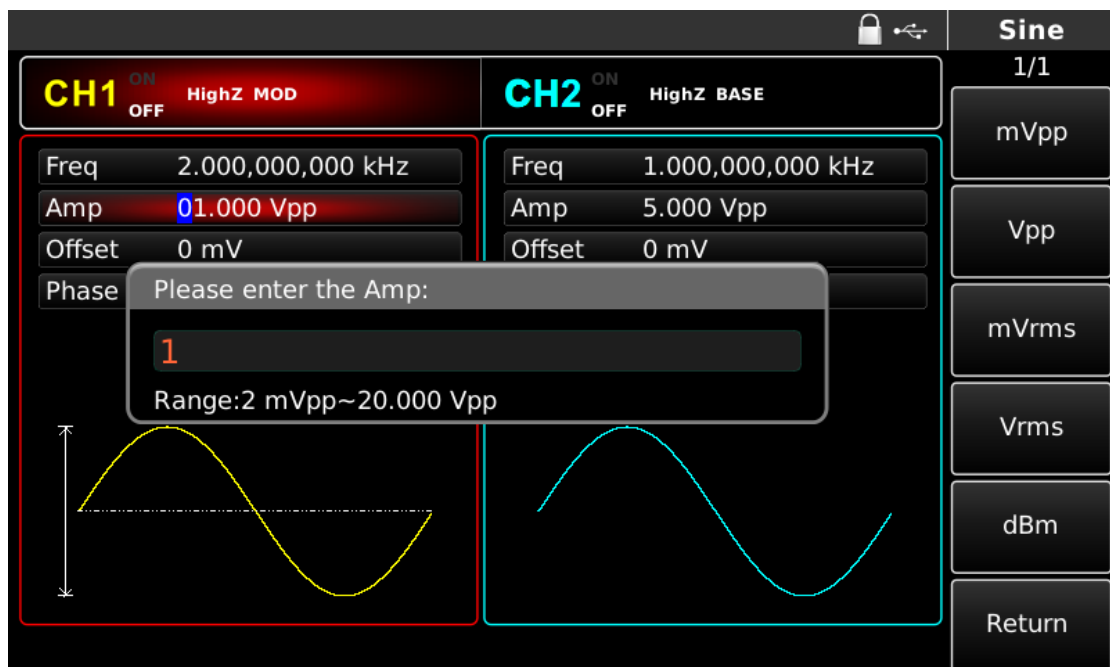 Sine
1/1
CH1 ON OFF HighZ MOD
CH2 ON OFF HighZ BASE
Freq 2.000,000,000 kHz
Amp 01.000 Vpp
Offset 0 mV
Phase
Freq 1.000,000,000 kHz
Amp 5.000 Vpp
Offset 0 mV
Please enter the Amp:
1
Range:2 mVpp~20.000 Vpp
mVpp
Vpp
mVrms
Vrms
dBm
Return